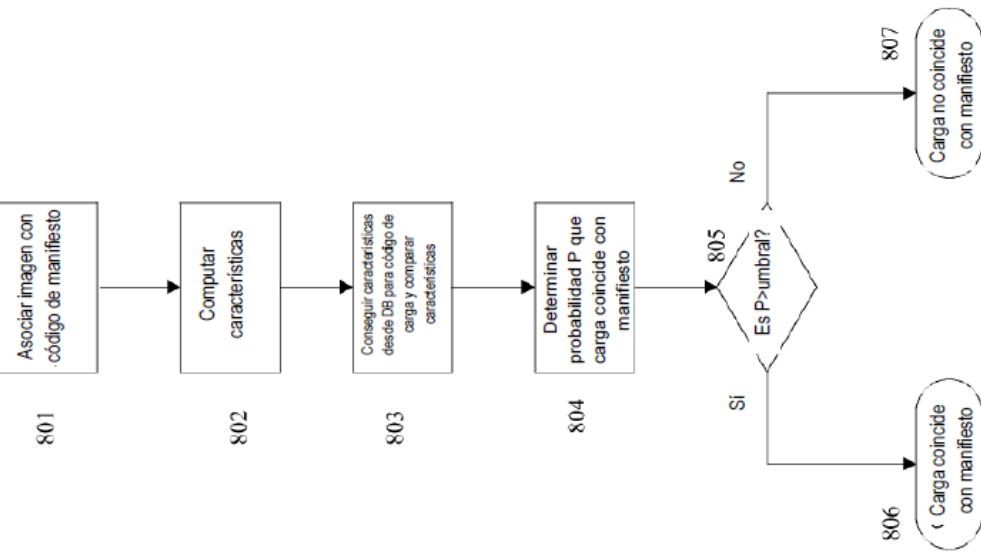 801
Asociar imagen con
código de manifiesto
802
Computar
características
803
Conseguir características
desde DB para código de
carga y comparar
características
804
Determinar
probabilidad P que
carga coincide con
manifiesto
805
Es P>umbral?
Sí
No
806
Carga coincide
con manifiesto
807
Carga no coincide
con manifiesto